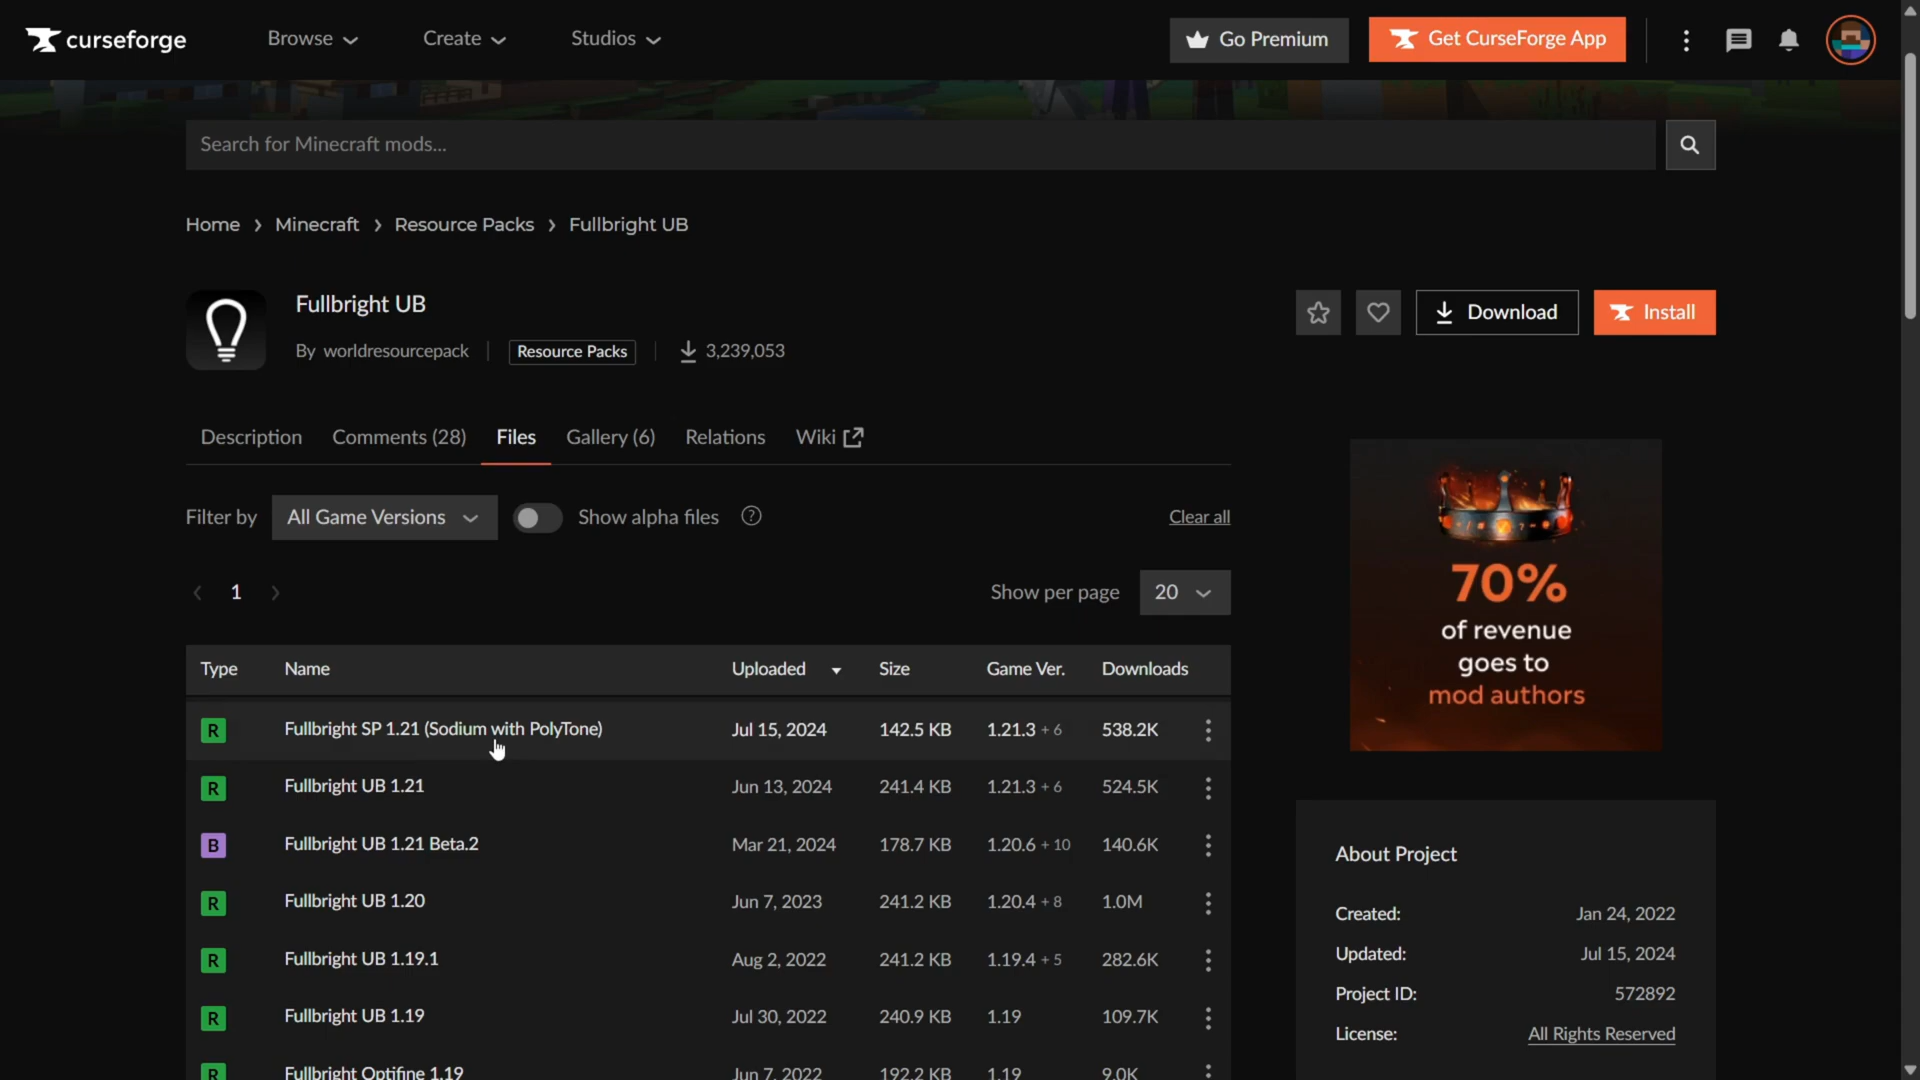 curseforge
Browse
Create
Studios
Go Premium
Get CurseForge App
Search for Minecraft mods...
Home > Minecraft > Resource Packs > Fullbright UB
Fullbright UB
By worldresourcepack
Resource Packs
3,239,053
Download
Install
Description
Comments (28)
Files
Gallery (6)
Relations
Wiki
Filter by
All Game Versions
Show alpha files
?
Clear all
1
Show per page
20
Type Name Uploaded Size Game Ver. Downloads
R Fullbright SP 1.21 (Sodium with PolyTone) Jul 15, 2024 142.5 KB 1.21.3 + 6 538.2K
R Fullbright UB 1.21 Jun 13, 2024 241.4 KB 1.21.3 + 6 524.5K
B Fullbright UB 1.21 Beta.2 Mar 21, 2024 178.7 KB 1.20.6 + 10 140.6K
R Fullbright UB 1.20 Jun 7, 2023 241.2 KB 1.20.4 + 8 1.0M
R Fullbright UB 1.19.1 Aug 2, 2022 241.2 KB 1.19.4 + 5 282.6K
R Fullbright UB 1.19 Jul 30, 2022 240.9 KB 1.19 109.7K
R Fullbright Optifine 1.19 Jun 7, 2022 192.2 KB 1.19 9.0K
70%
of revenue
goes to
mod authors
About Project
Created: Jan 24, 2022
Updated: Jul 15, 2024
Project ID: 572892
License: All Rights Reserved